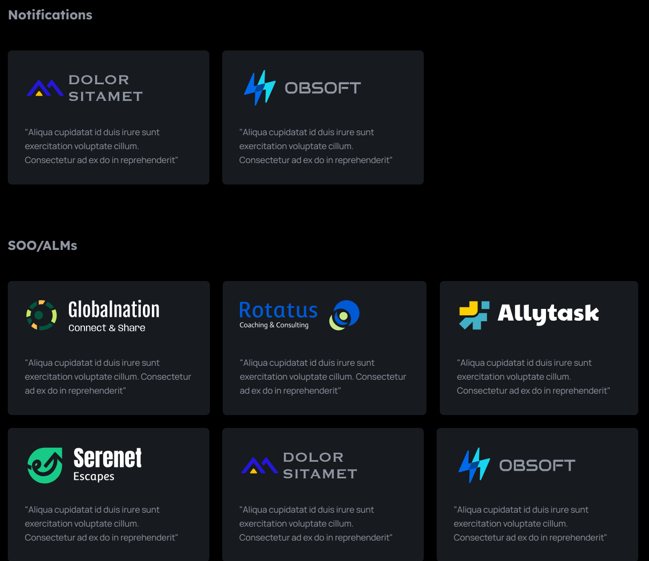 Notifications
DOLOR
SITAMET
"Aliqua cupidatat id duis irure sunt
exercitation voluptate cillum.
Consectetur ad ex do in reprehenderit"
OBSOFT
"Aliqua cupidatat id duis irure sunt
exercitation voluptate cillum.
Consectetur ad ex do in reprehenderit"
SOO/ALMs
Globalnation
Connect & Share
"Aliqua cupidatat id duis irure sunt
exercitation voluptate cillum. Consectetur
ad ex do in reprehenderit"
Rotatus
Coaching & Consulting
"Aliqua cupidatat id duis irure sunt
exercitation voluptate cillum. Consectetur
ad ex do in reprehenderit"
Allytask
"Aliqua cupidatat id duis irure sunt
exercitation voluptate cillum.
Consectetur ad ex do in reprehenderit"
Serenet
Escapes
"Aliqua cupidatat id duis irure sunt
exercitation voluptate cillum.
Consectetur ad ex do in reprehenderit"
DOLOR
SITAMET
"Aliqua cupidatat id duis irure sunt
exercitation voluptate cillum.
Consectetur ad ex do in reprehenderit"
OBSOFT
"Aliqua cupidatat id duis irure sunt
exercitation voluptate cillum.
Consectetur ad ex do in reprehenderit"